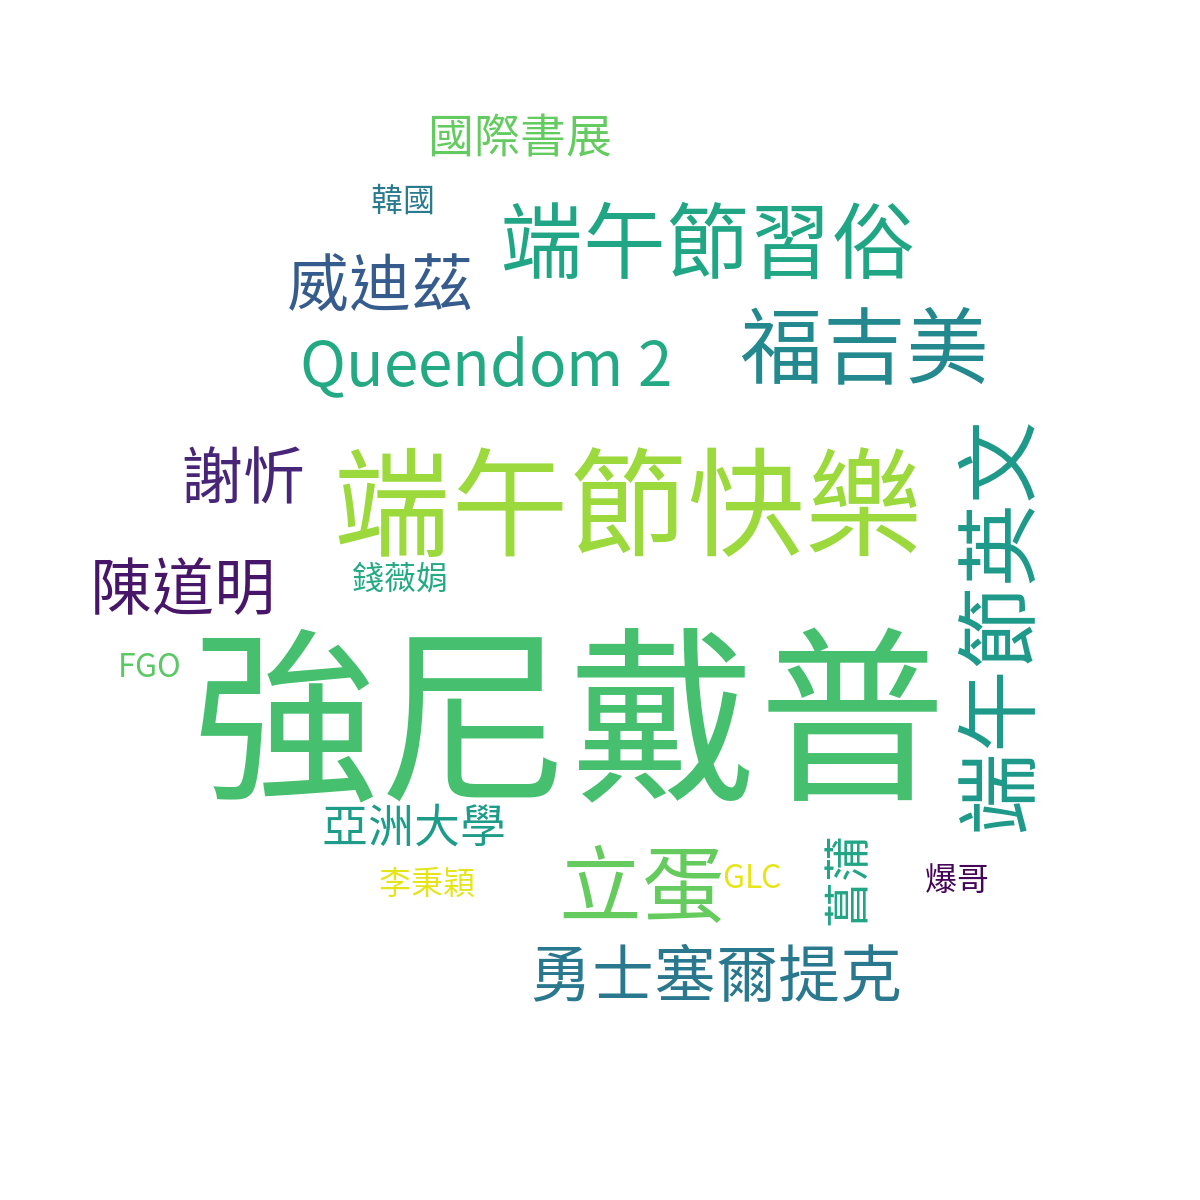 國際書展
韓國
端午節習俗
威迪茲
福吉美
Queendom 2
端午節英文
謝忻
端午節快樂
陳道明
錢薇娟
FGO
強尼戴普
亞洲大學
菖蒲
立蛋
GLC
爆哥
李秉穎
勇士塞爾提克